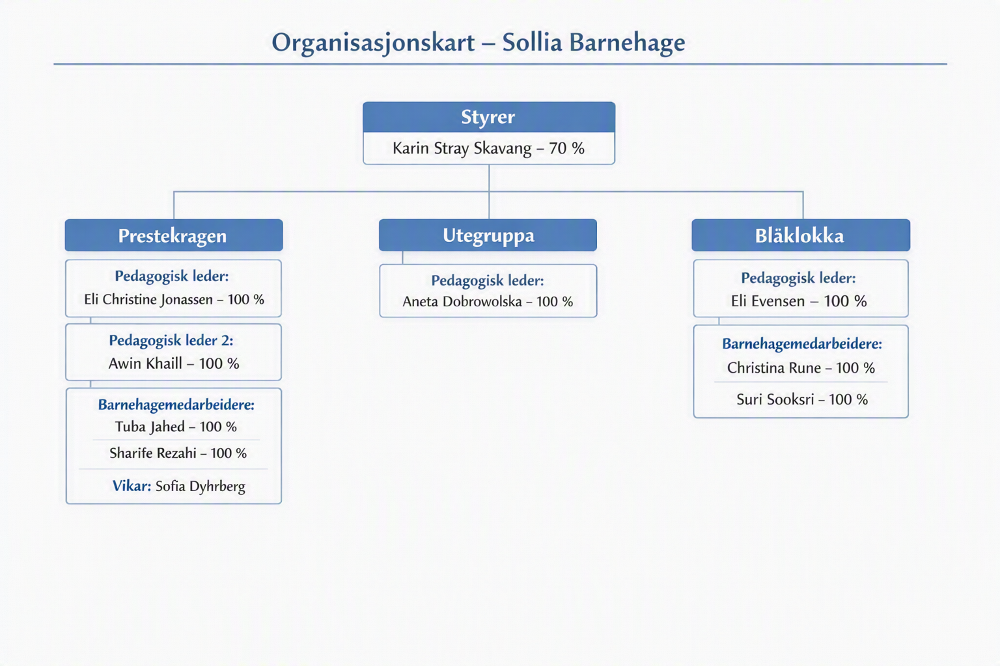 Organisasjonskart – Sollia Barnehage
Styrer
Karin Stray Skavang – 70 %
Prestekragen
Pedagogisk leder:
Eli Christine Jonassen – 100 %
Pedagogisk leder 2:
Awin Khaill – 100 %
Barnehagemedarbeidere:
Tuba Jahed – 100 %
Sharife Rezahi – 100 %
Vikar: Sofia Dyhrberg
Utegruppa
Pedagogisk leder:
Aneta Dobrowolska – 100 %
Bläklokka
Pedagogisk leder:
Eli Evensen – 100 %
Barnehagemedarbeidere:
Christina Rune – 100 %
Suri Sooksri – 100 %